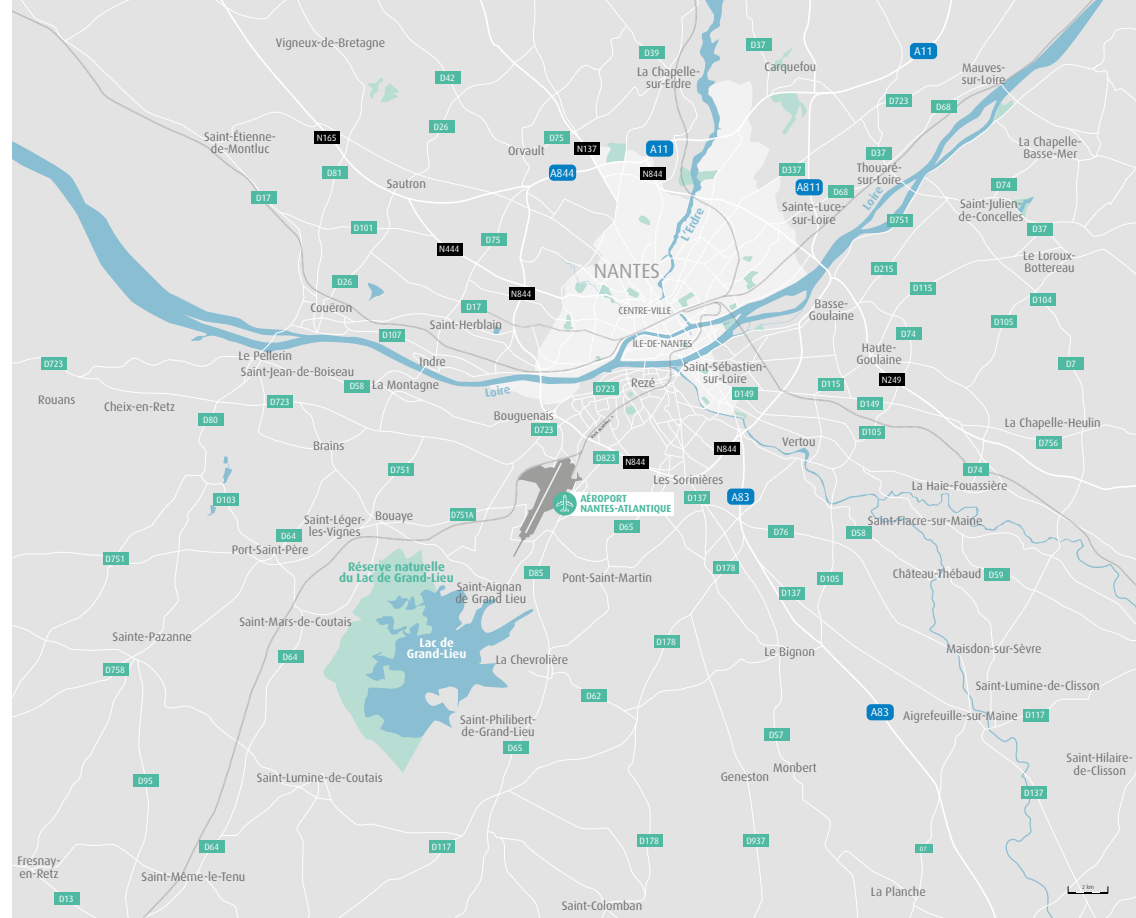 Vigneux-de-Bretagne
D39
D37
A11
La Chapelle-
sur-Erdre
Carquefou
Mauves-
sur-Loire
D42
D723
D68
D26
Saint-Étienne-
de-Montluc
N165
D75
N137
A11
Orvault
La Chapelle-
Basse-Mer
D37
D81
A844
N844
D337
Thouaré-
sur-Loire
Sautron
A811
D68
Loire
D74
D17
Sainte-Luce-
sur-Loire
Saint-Julien-
de-Concelles
D101
L'Erdre
D751
D37
N444
D75
Le Loroux-
Bottereau
NANTES
D215
D26
D115
N844
D104
Couëron
D17
CENTRE-VILLE
Basse-
Goulaine
Saint-Herblain
D105
D107
ÎLE-DE-NANTES
D74
Le Pellerin
Haute-
Goulaine
D723
Saint-Jean-de-Boiseau
Indre
Saint-Sébastien-
sur-Loire
D7
D58
La Montagne
Loire
D723
Rezé
D115
N249
D149
Rouans
Cheix-en-Retz
D723
D149
D80
Bouguenais
D723
D105
La Chapelle-Heulin
Brains
Vertou
D756
D751
D823
N844
N844
D74
Les Sorinières
La Haie-Fouassière
D103
D137
A83
AÉROPORT
NANTES-ATLANTIQUE
D751A
Saint-Léger-
les-Vignes
Bouaye
D65
Saint-Fiacre-sur-Maine
D64
D76
D58
Port-Saint-Père
D751
Réserve naturelle
du Lac de Grand-Lieu
D85
Pont-Saint-Martin
D178
D105
Château-Thébaud
D59
Saint-Aignan
de Grand Lieu
D137
Saint-Mars-de-Coutais
Sainte-Pazanne
Lac de
Grand-Lieu
D178
Le Bignon
Maisdon-sur-Sèvre
D64
La Chevrolière
D758
D62
Saint-Lumine-de-Clisson
Saint-Philibert-
de-Grand-Lieu
A83
Aigrefeuille-sur-Maine
D117
D65
D57
Saint-Hilaire-
de-Clisson
Saint-Lumine-de-Coutais
Monbert
Geneston
D95
D137
D64
D117
D178
D937
D7
Fresnay-
en-Retz
Saint-Même-le-Tenu
La Planche
2 km
D13
Saint-Colomban